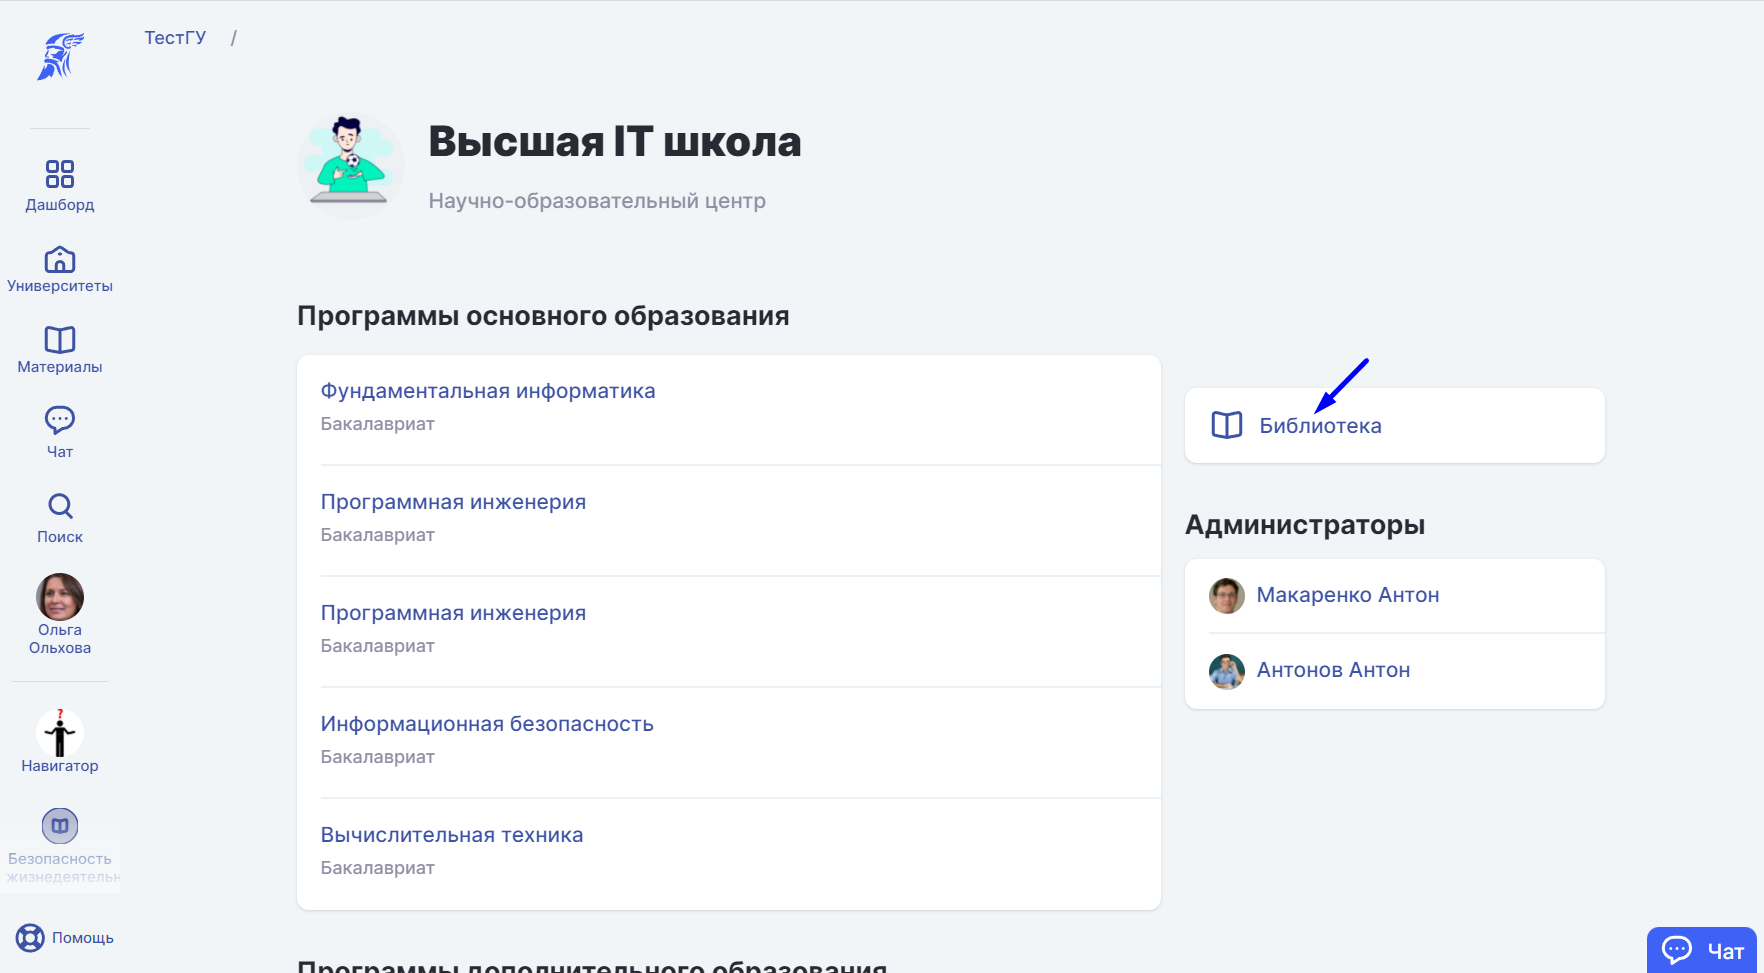 ТестГУ /
Высшая IT школа
Научно-образовательный центр
Дашборд
Университеты
Материалы
Чат
Поиск
Ольга
Ольхова
?
Навигатор
Безопасность
жизнедеятельн
Помощь
Программы основного образования
Фундаментальная информатика
Бакалавриат
Программная инженерия
Бакалавриат
Программная инженерия
Бакалавриат
Информационная безопасность
Бакалавриат
Вычислительная техника
Бакалавриат
Программы дополнительного образования
Библиотека
Администраторы
Макаренко Антон
Антонов Антон
Чат